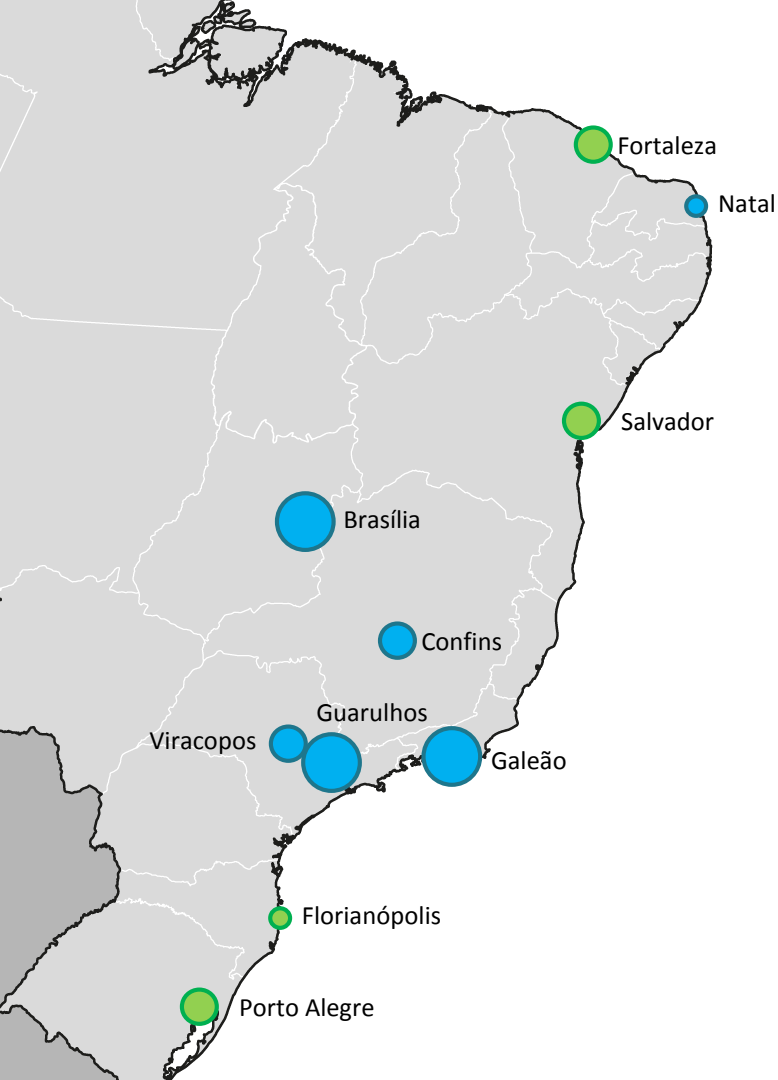 Fortaleza
Natal
Salvador
Brasília
Confins
Guarulhos
Viracopos
Galeão
Florianópolis
Porto Alegre